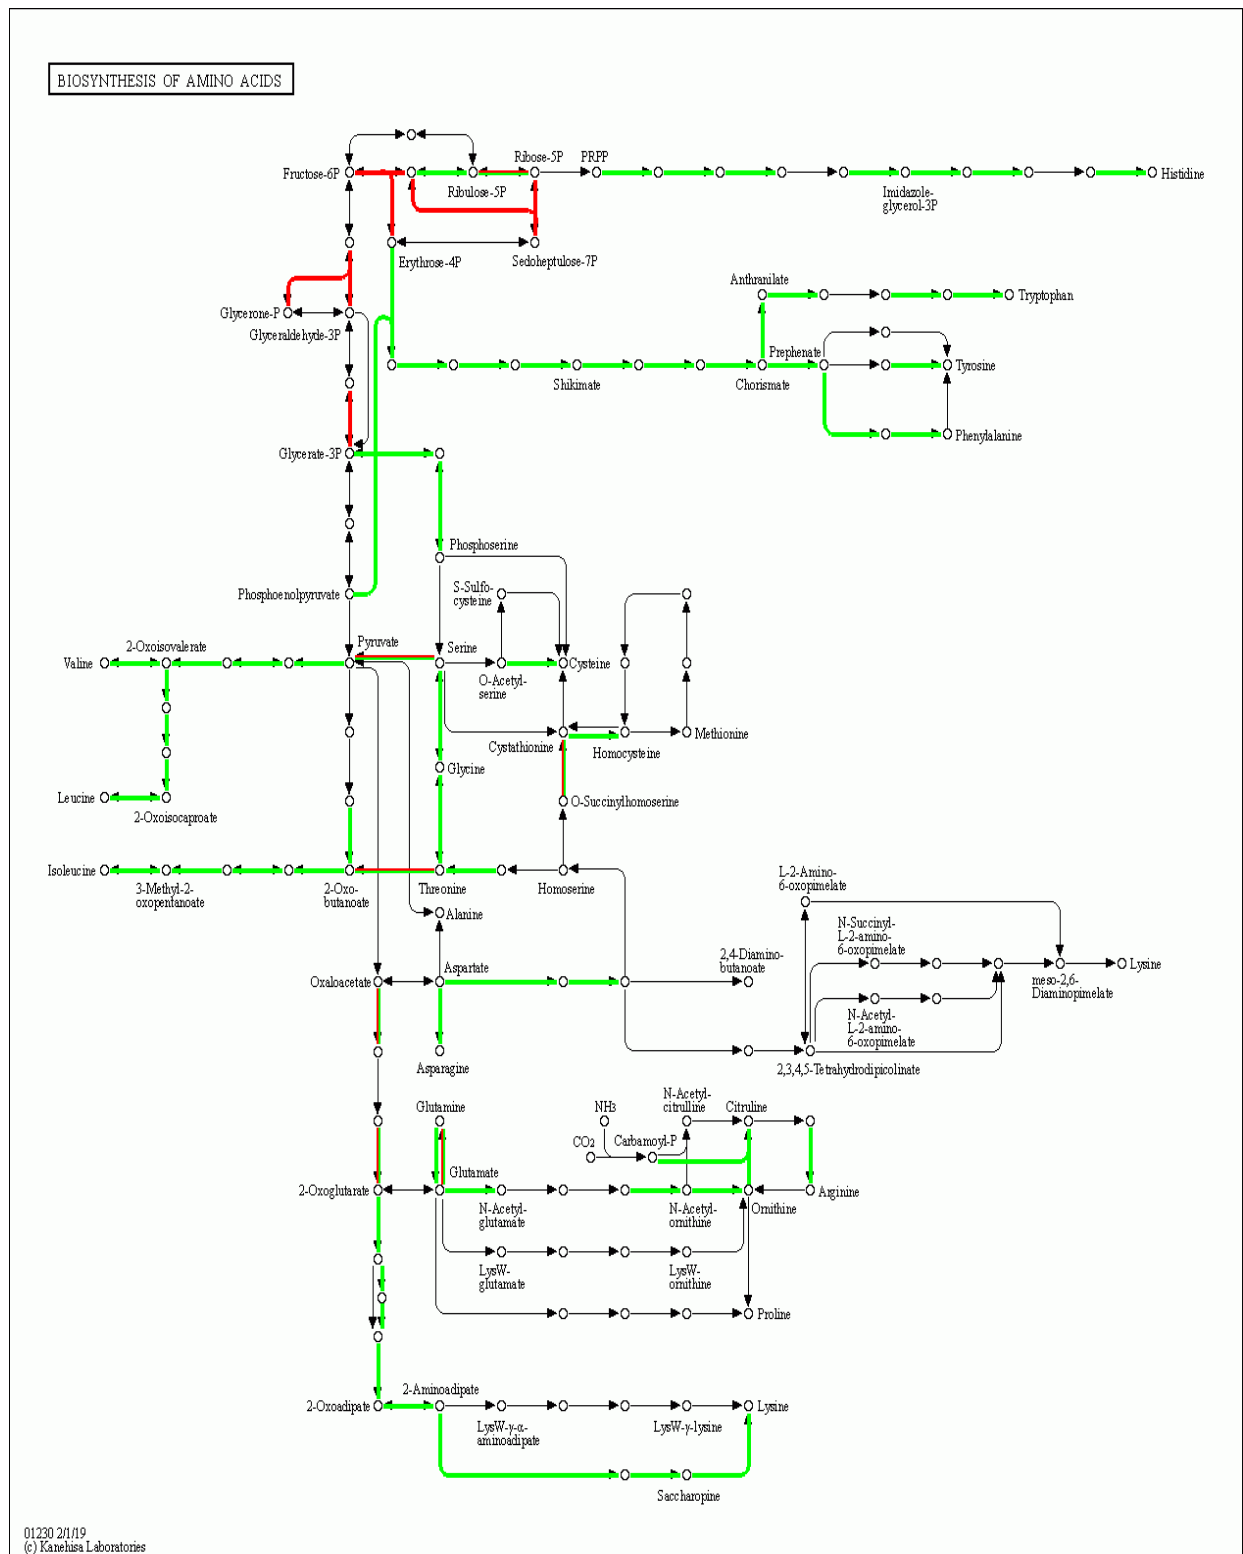 BIOSYNTHESIS OF AMINO ACIDS
Ribose-5P
PRPP
Fructose-6P
Ribulose-5P
Imidazole-
glycerol-3P
Histidine
Erythrose-4P
Sedoheptulose-7P
Anthranilate
Tryptophan
Glycerone-P
Glyceraldehyde-3P
Prephenate
Shikimate
Chorismate
Tyrosine
Phenylalanine
Glycerate-3P
Phosphoserine
Phosphoenolpyruvate
S-Sulfo-
cysteine
2-Oxoisovalerate
Pyruvate
Serine
Valine
Cysteine
O-Acetyl-
serine
Cystathionine
Homocysteine
Methionine
Glycine
Leucine
2-Oxoisocaproate
O-Succinylhomoserine
Isoleucine
3-Methyl-2-
oxopentanoate
2-Oxo-
butanoate
Threonine
Homoserine
Alanine
L-2-Amino-
6-oxopimelate
N-Succinyl-
L-2-amino-
6-oxopimelate
2,4-Diamino-
butanoate
Oxaloacetate
Aspartate
Lysine
meso-2,6-
Diaminopimelate
N-Acetyl-
L-2-amino-
6-oxopimelate
Asparagine
2,3,4,5-Tetrahydrodipicolinate
Glutamine
NH3
N-Acetyl-
citrulline
Citruline
CO2
Carbamoyl-P
Glutamate
2-Oxoglutarate
N-Acetyl-
glutamate
N-Acetyl-
ornithine
Ornithine
Arginine
LysW-
glutamate
LysW-
ornithine
Proline
2-Aminoadipate
2-Oxoadipate
LysW-γ-α-
aminoadipate
LysW-γ-lysine
Lysine
Saccharopine
01230 2/1/19
(c) Kanehisa Laboratories